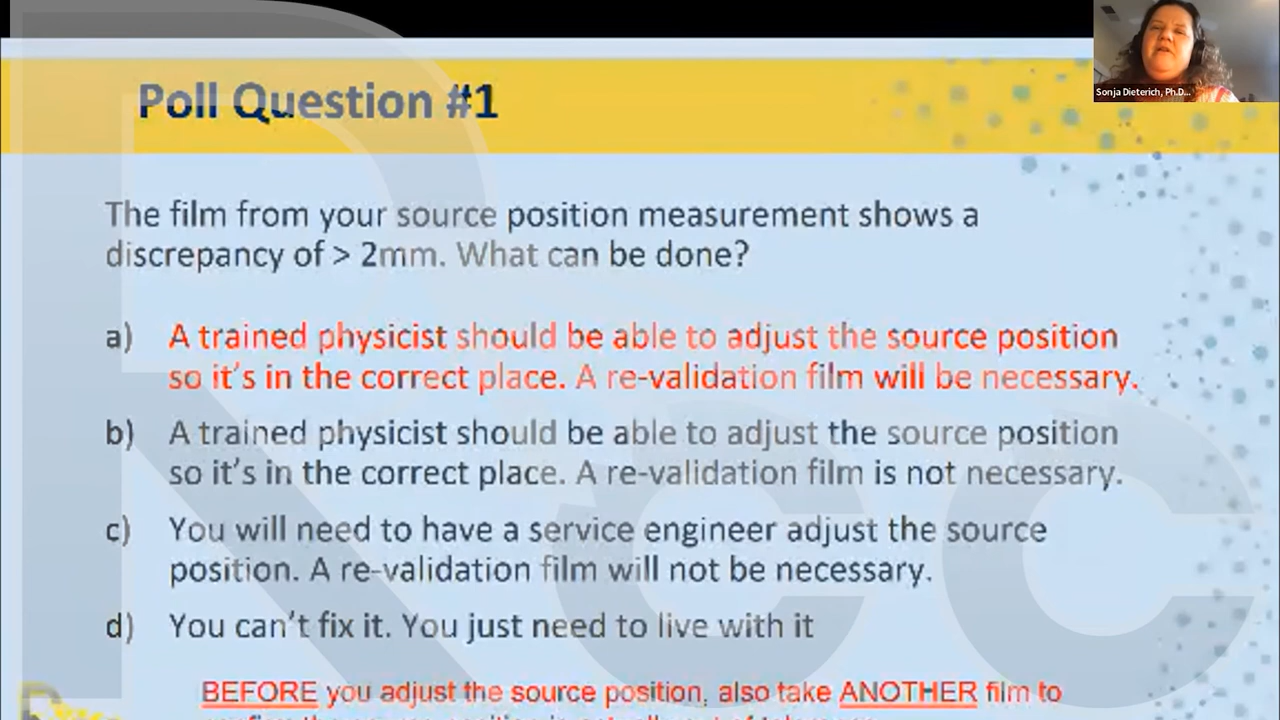 Poll Question #1
Sonja Dieterich, Ph.D...
The film from your source position measurement shows a
discrepancy of > 2mm. What can be done?
a) A trained physicist should be able to adjust the source position
so it's in the correct place. A re-validation film will be necessary.
b) A trained physicist should be able to adjust the source position
so it's in the correct place. A re-validation film is not necessary.
c) You will need to have a service engineer adjust the source
position. A re-validation film will not be necessary.
d) You can't fix it. You just need to live with it
BEFORE you adjust the source position, also take ANOTHER film to